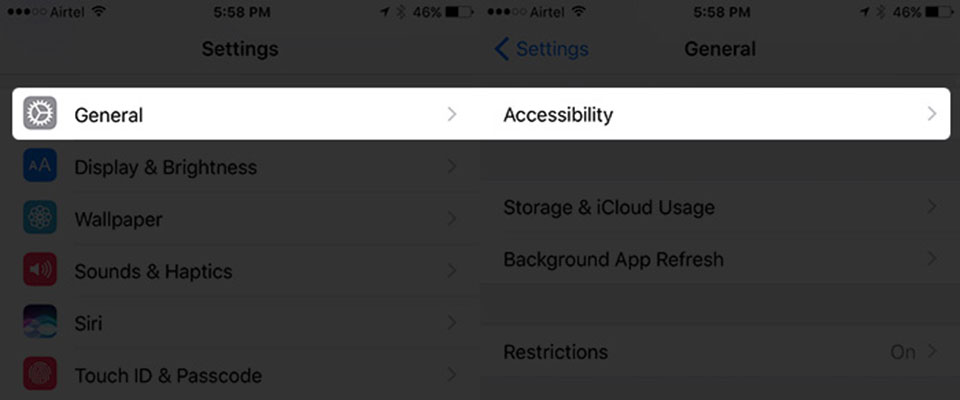 Airtel 5:58 PM 46%
Settings
General
Display & Brightness
AA
Wallpaper
Sounds & Haptics
Siri
Touch ID & Passcode
Airtel 5:58 PM 46%
Settings General
Accessibility
Storage & iCloud Usage
Background App Refresh
Restrictions On